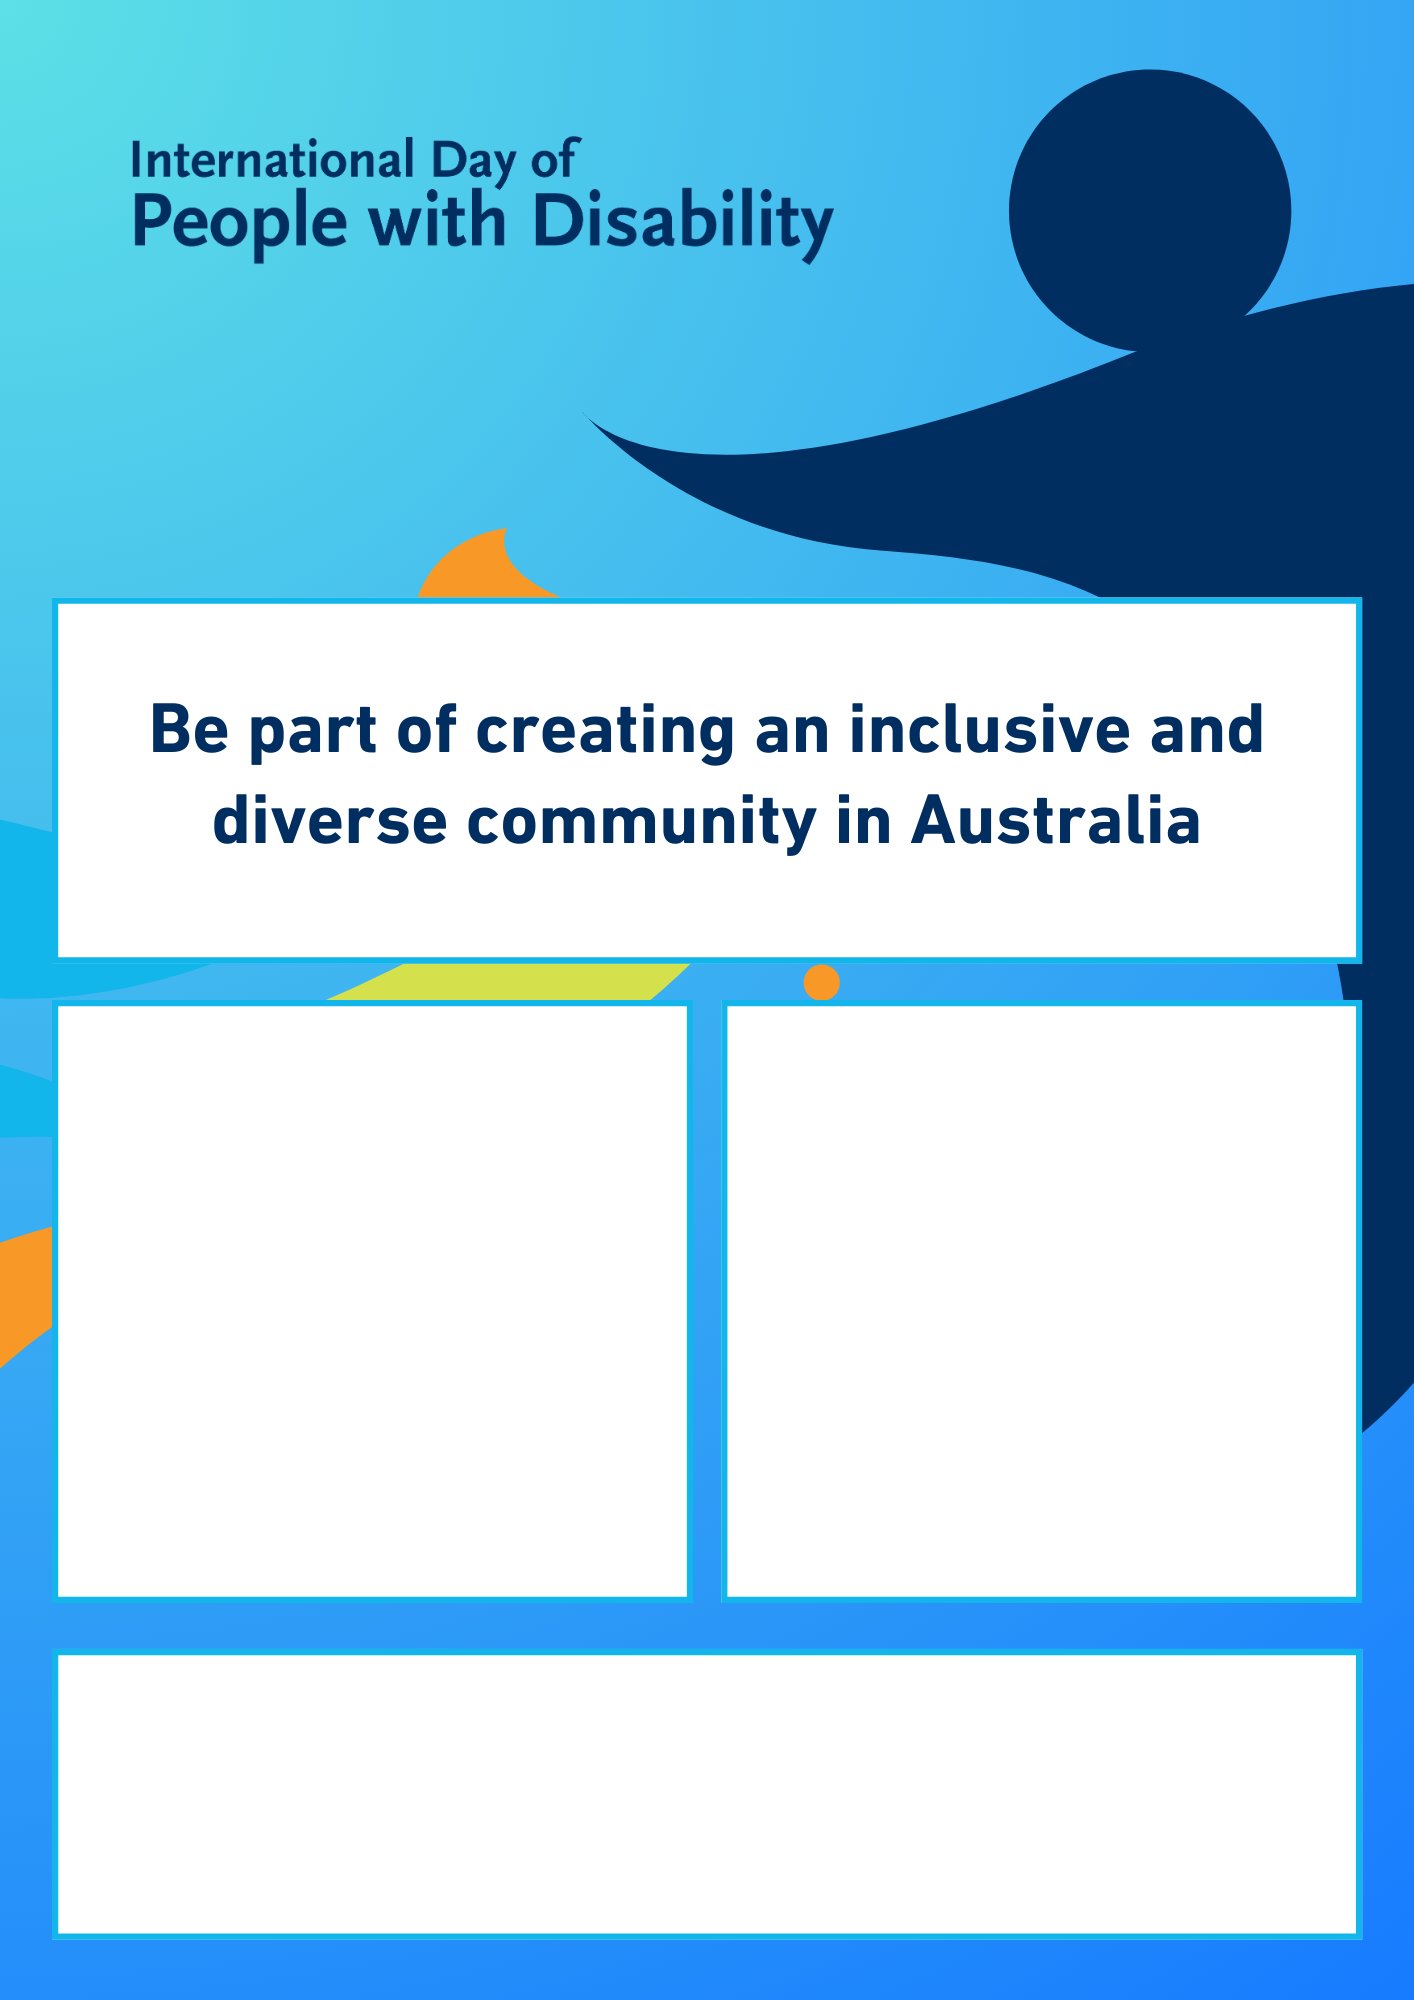 International Day of
People with Disability
Be part of creating an inclusive and
diverse community in Australia